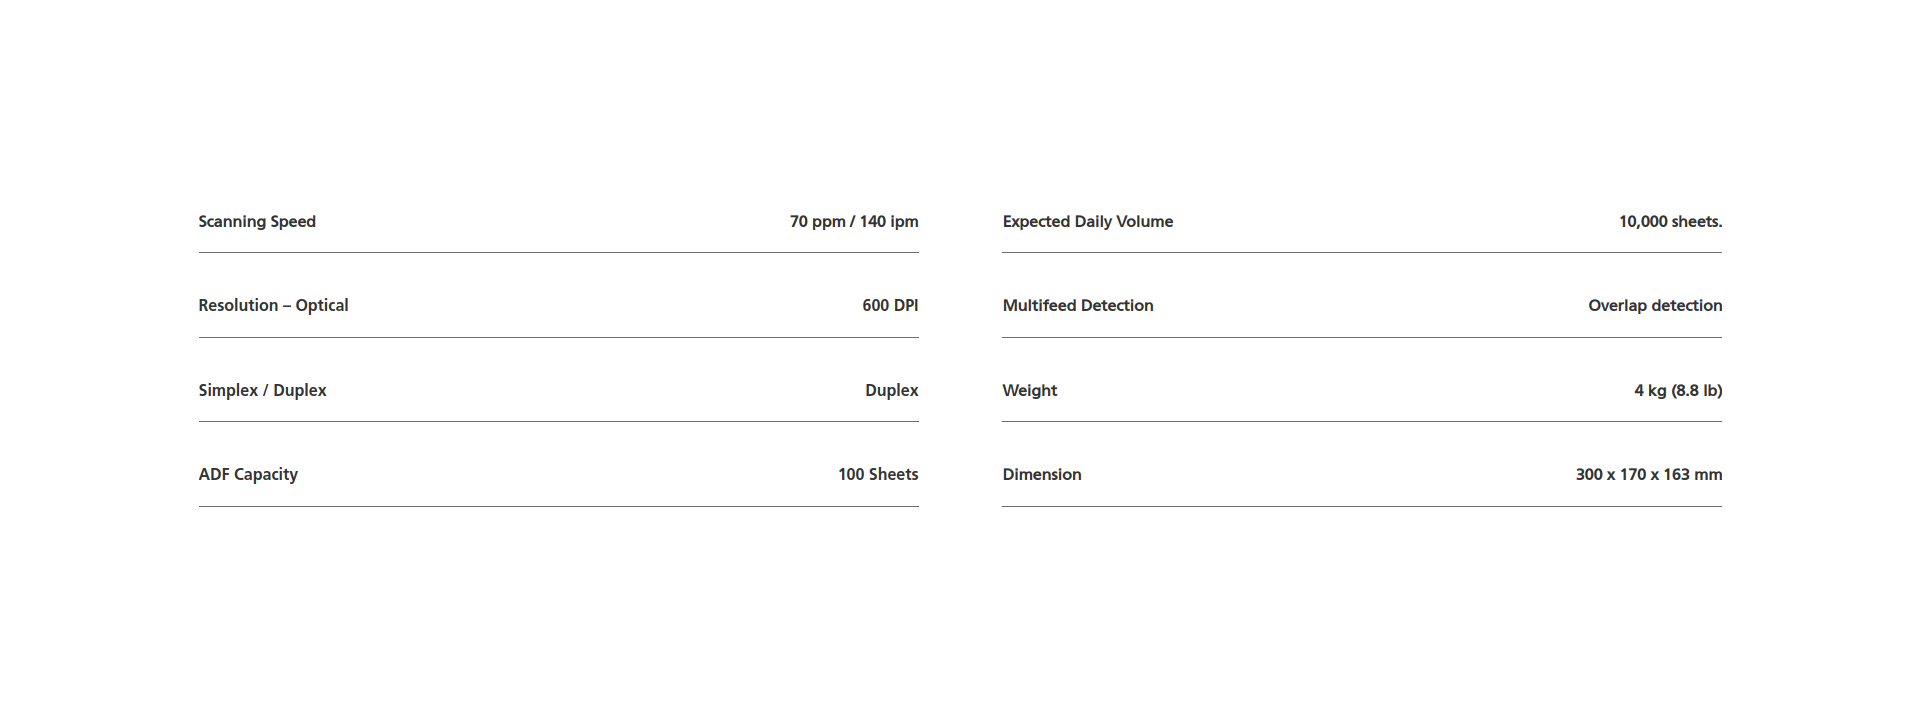 Scanning Speed 70 ppm / 140 ipm
Resolution – Optical 600 DPI
Simplex / Duplex Duplex
ADF Capacity 100 Sheets
Expected Daily Volume 10,000 sheets.
Multifeed Detection Overlap detection
Weight 4 kg (8.8 lb)
Dimension 300 x 170 x 163 mm